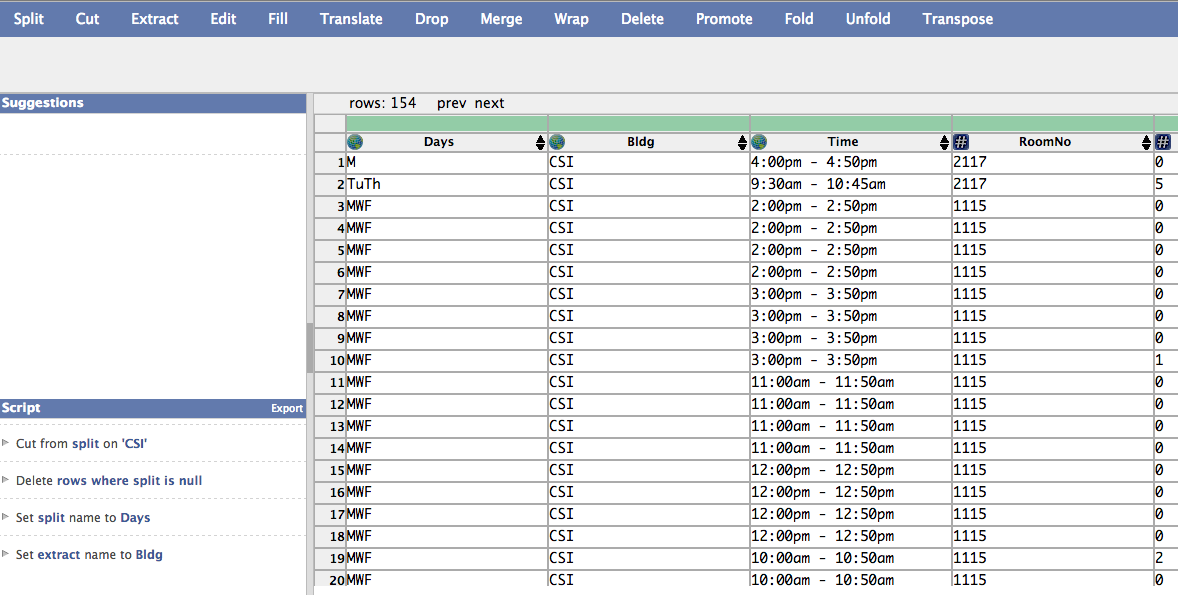 Split Cut Extract Edit Fill Translate Drop Merge Wrap Delete Promote Fold Unfold Transpose
Suggestions
rows: 154 prev next
Days Bldg Time # RoomNo #
1 M CSI 4:00pm - 4:50pm 2117 0
2 TuTh CSI 9:30am - 10:45am 2117 5
3 MWF CSI 2:00pm - 2:50pm 1115 0
4 MWF CSI 2:00pm - 2:50pm 1115 0
5 MWF CSI 2:00pm - 2:50pm 1115 0
6 MWF CSI 2:00pm - 2:50pm 1115 0
7 MWF CSI 3:00pm - 3:50pm 1115 0
8 MWF CSI 3:00pm - 3:50pm 1115 0
9 MWF CSI 3:00pm - 3:50pm 1115 0
10 MWF CSI 3:00pm - 3:50pm 1115 1
11 MWF CSI 11:00am - 11:50am 1115 0
12 MWF CSI 11:00am - 11:50am 1115 0
13 MWF CSI 11:00am - 11:50am 1115 0
14 MWF CSI 11:00am - 11:50am 1115 0
15 MWF CSI 12:00pm - 12:50pm 1115 0
16 MWF CSI 12:00pm - 12:50pm 1115 0
17 MWF CSI 12:00pm - 12:50pm 1115 0
18 MWF CSI 12:00pm - 12:50pm 1115 0
19 MWF CSI 10:00am - 10:50am 1115 2
20 MWF CSI 10:00am - 10:50am 1115 0
Script Export
Cut from split on 'CSI'
Delete rows where split is null
Set split name to Days
Set extract name to Bldg